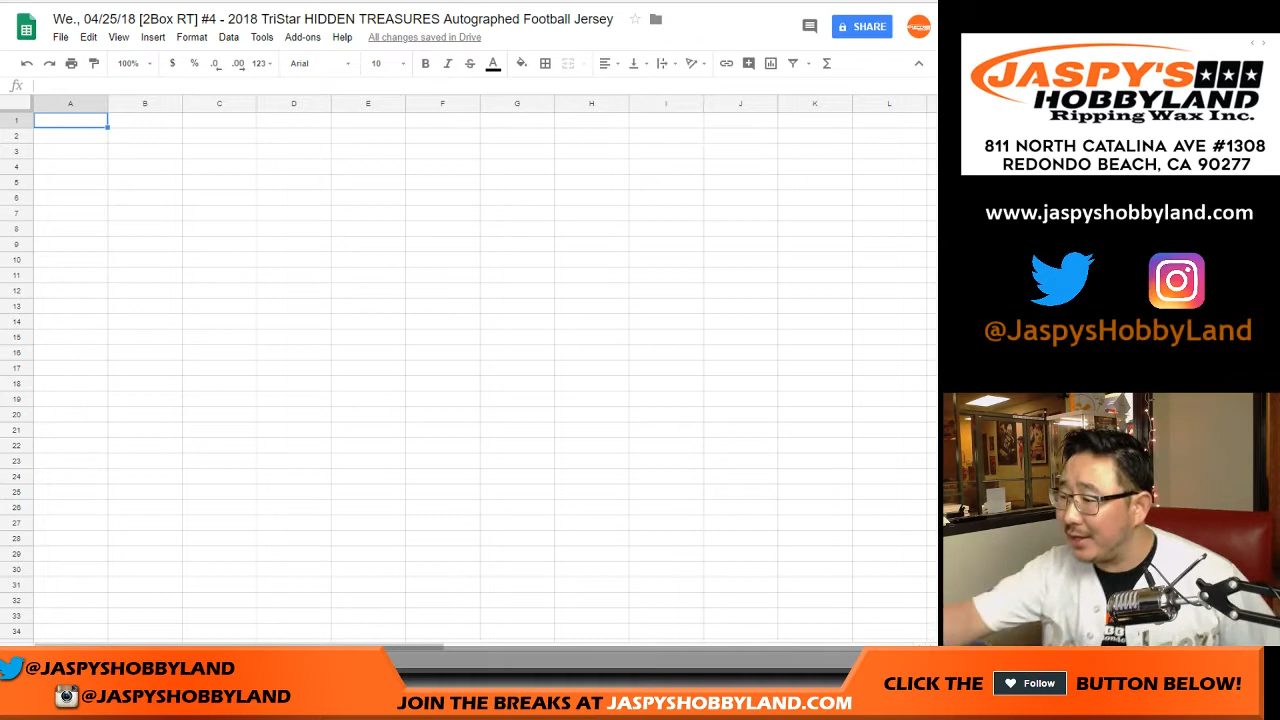 We., 04/25/18 [2Box RT] #4 - 2018 TriStar HIDDEN TREASURES Autographed Football Jersey
File Edit View Insert Format Data Tools Add-ons Help All changes saved in Drive
SHARE
100% $ % .0 .00 123 Arial 10 B I S A
fx
A B C D E F G H I J K L
1
2
3
4
5
6
7
8
9
10
11
12
13
14
15
16
17
18
19
20
21
22
23
24
25
26
27
28
29
30
31
32
33
34
JASPY'S
HOBBYLAND
Ripping Wax Inc.
811 NORTH CATALINA AVE #1308
REDONDO BEACH, CA 90277
www.jaspyshobbyland.com
@JaspysHobbyLand
@JASPYSHOBBYLAND
@JASPYSHOBBYLAND
JOIN THE BREAKS AT JASPYSHOBBYLAND.COM
CLICK THE Follow BUTTON BELOW!